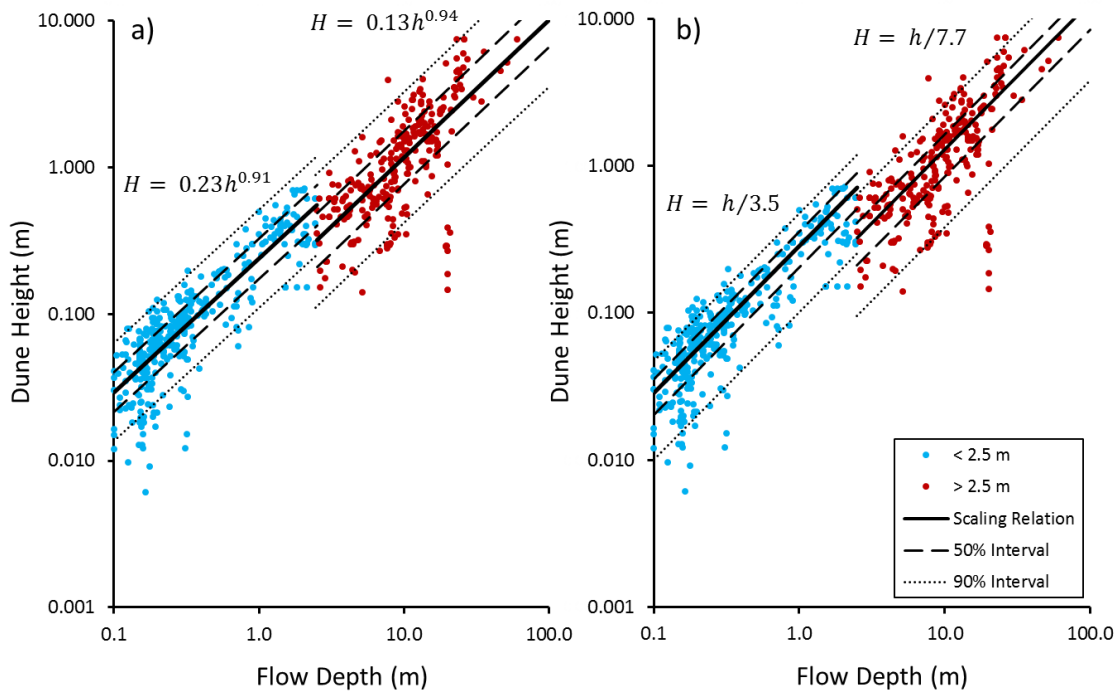 a)
H = 0.13h^0.94
H = 0.23h^0.91
10.000
1.000
0.100
0.010
0.001
Dune Height (m)
0.1 1.0 10.0 100.0
Flow Depth (m)
b)
H = h/7.7
H = h/3.5
10.000
1.000
0.100
0.010
0.001
Dune Height (m)
0.1 1.0 10.0 100.0
Flow Depth (m)
< 2.5 m
> 2.5 m
Scaling Relation
50% Interval
90% Interval